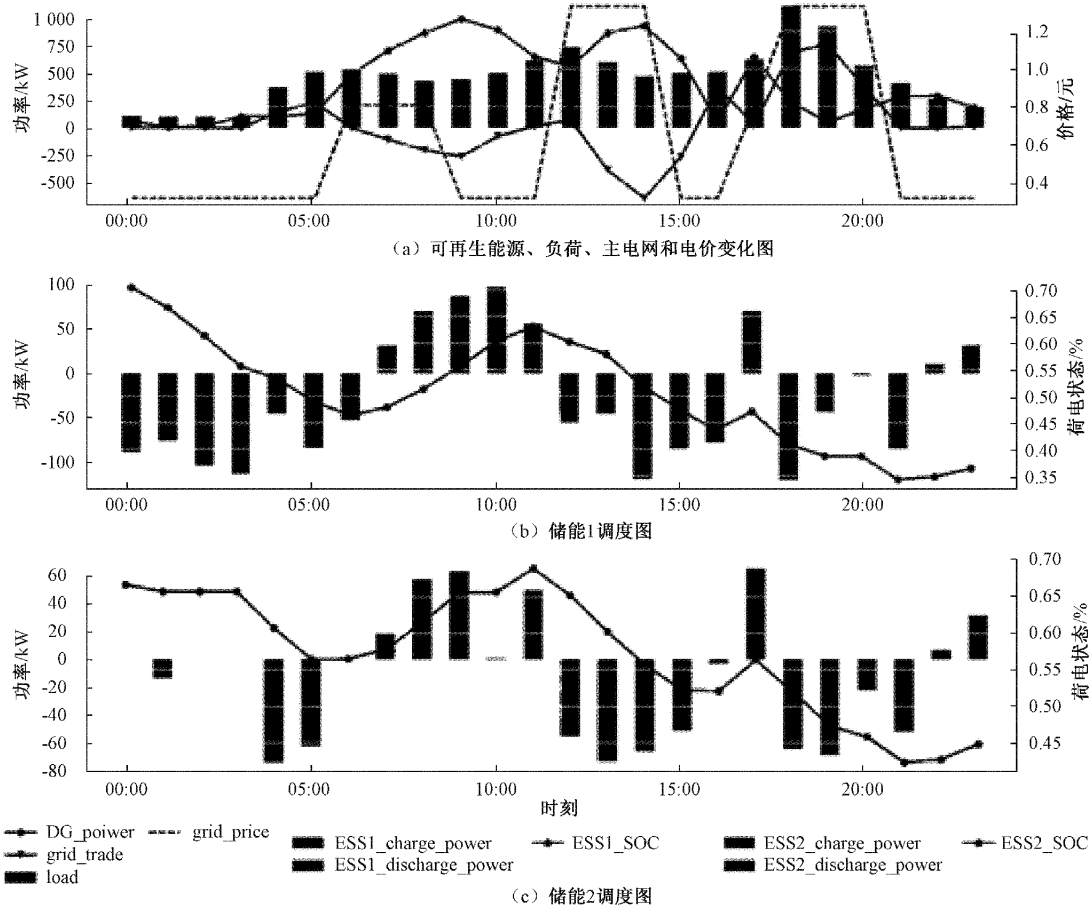 1 000
750
500
250
0
-250
-500
功率/kW
1.2
1.0
0.8
0.6
0.4
价格/元
00:00 05:00 10:00 15:00 20:00
（a）可再生能源、负荷、主电网和电价变化图
100
50
0
-50
-100
功率/kW
0.70
0.65
0.60
0.55
0.50
0.45
0.40
0.35
荷电状态/%
00:00 05:00 10:00 15:00 20:00
（b）储能1调度图
60
40
20
0
-20
-40
-60
-80
功率/kW
0.70
0.65
0.60
0.55
0.50
0.45
荷电状态/%
00:00 05:00 10:00 15:00 20:00
时刻
DG_poiwer grid_price
grid_trade
load
ESS1_charge_power ESS1_SOC
ESS1_discharge_power
ESS2_charge_power ESS2_SOC
ESS2_discharge_power
（c）储能2调度图